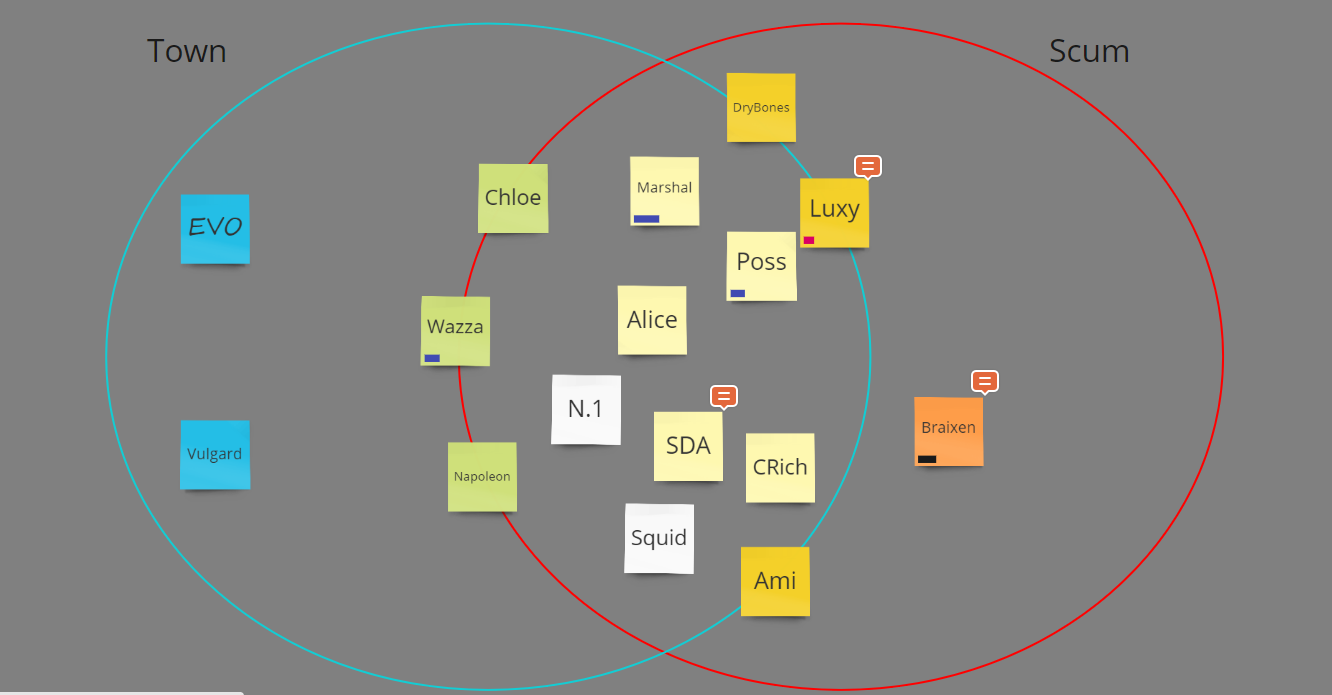 Town
Scum
DryBones
Marshal
Chloe
Luxy
EVO
Poss
Alice
Wazza
N.1
Braixen
SDA
Vulgard
CRich
Napoleon
Squid
Ami